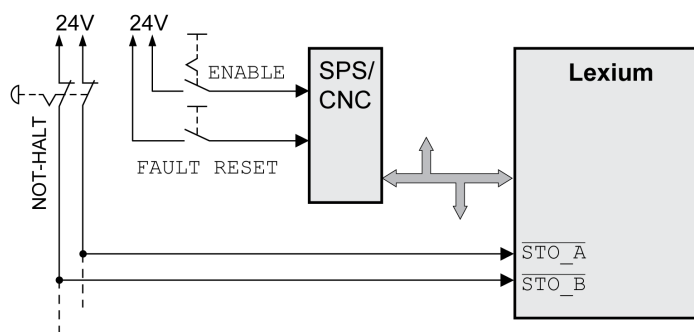 24V 24V
ENABLE
FAULT RESET
NOT-HALT
SPS/
CNC
Lexium
STO_A
STO_B